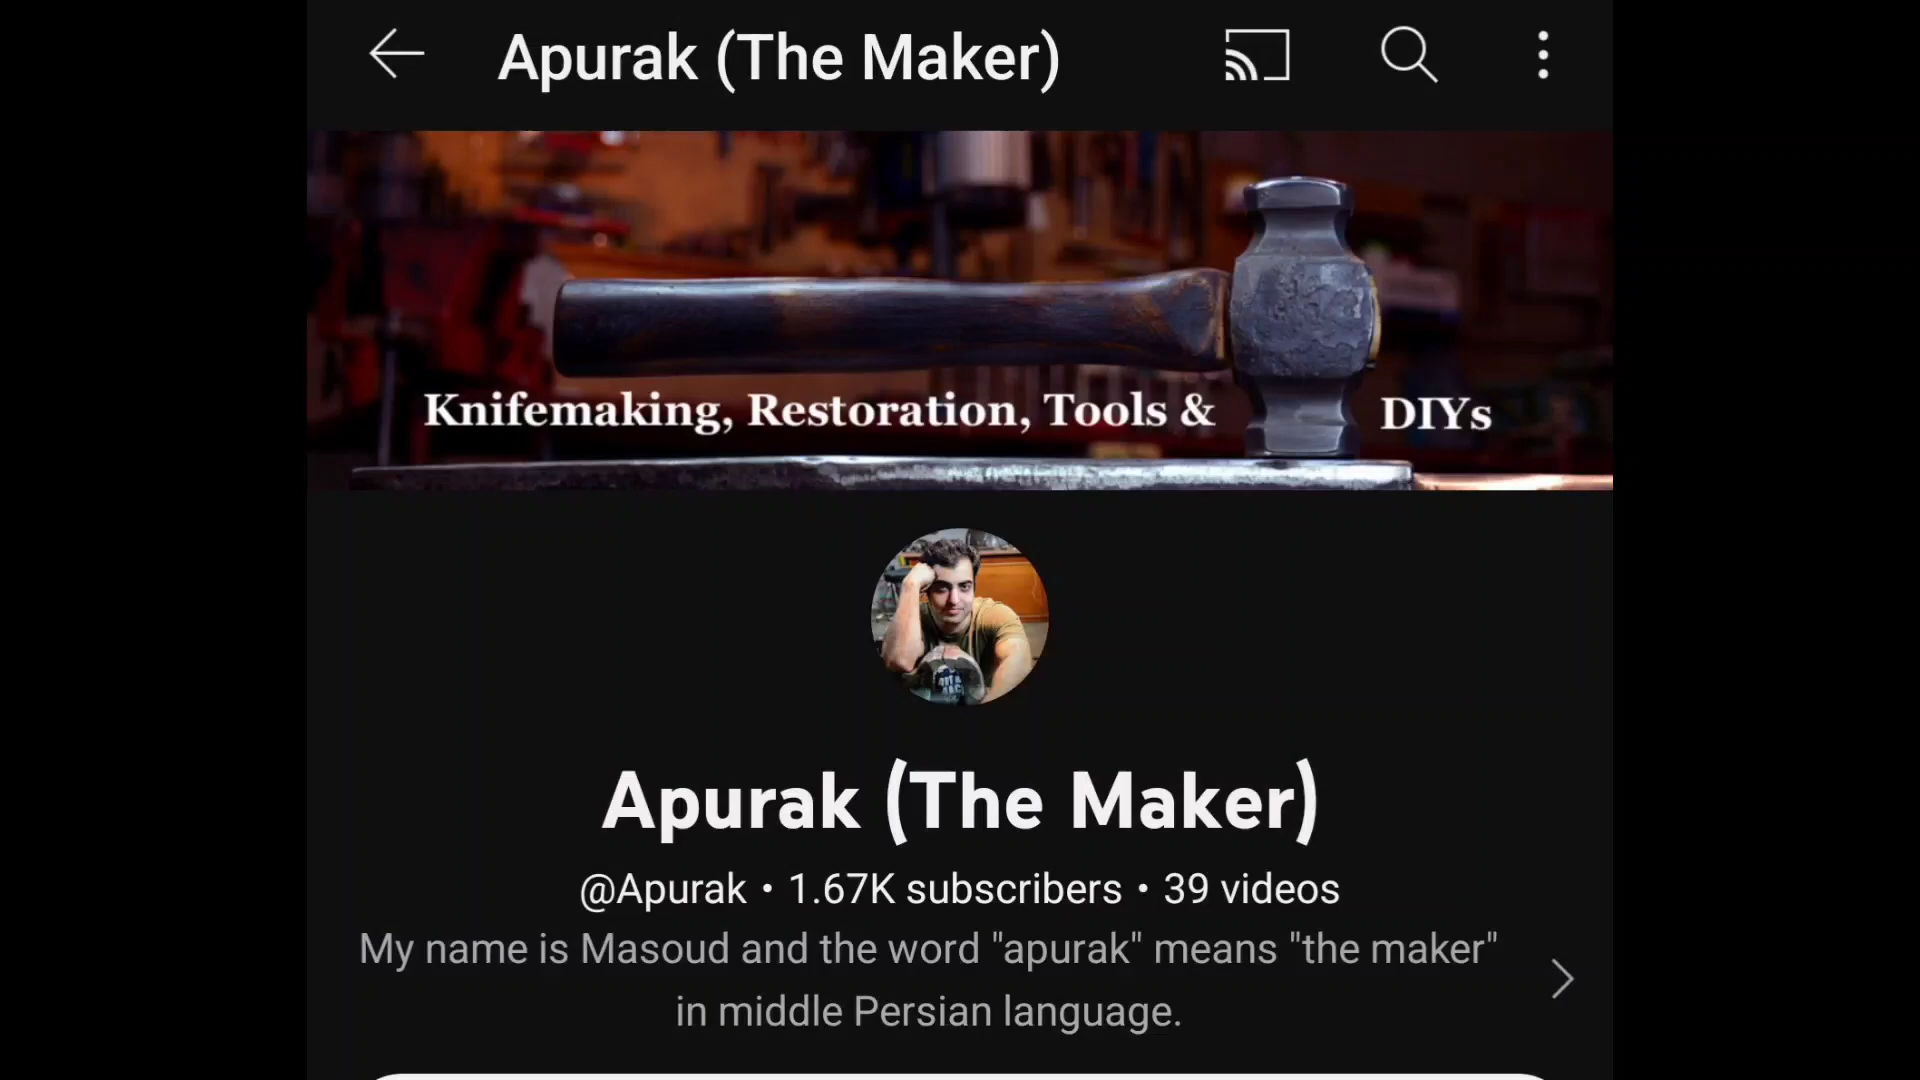 Apurak (The Maker)
Knifemaking, Restoration, Tools & DIYs
Apurak (The Maker)
@Apurak • 1.67K subscribers • 39 videos
My name is Masoud and the word "apurak" means "the maker"
in middle Persian language.